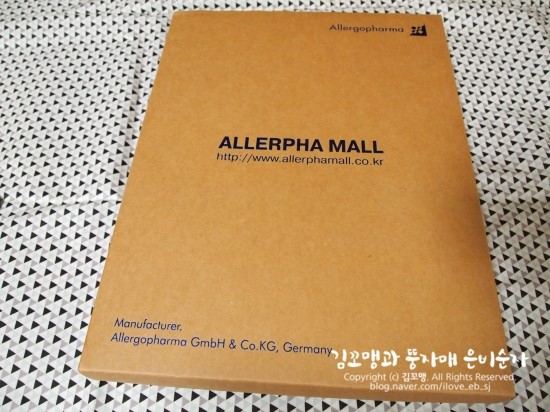 Allergopharma
ALLERPHA MALL
http://www.allerphamall.co.kr
Manufacturer.
Allergopharma GmbH & Co.KG, Germany
김꼬맹과 뚱자매 은비순자
Copyright (c) 김꼬맹. All Rights Reserved.
blog.naver.com/ilove_eb_sj